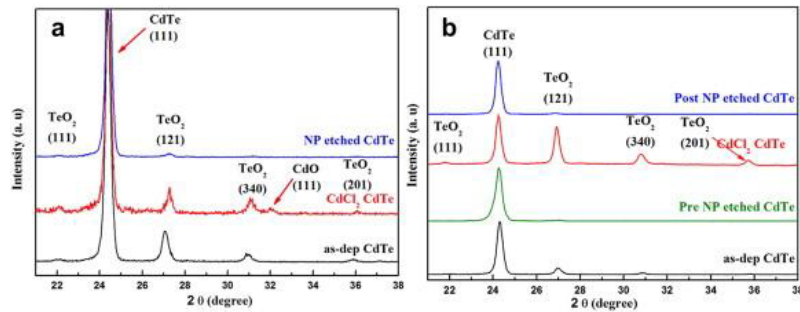 a
CdTe
(111)
TeO₂
(111)
TeO₂
(121)
NP etched CdTe
TeO₂
(340)
CdO
(111)
TeO₂
(201)
CdCl₂ CdTe
as-dep CdTe
Intensity (a. u)
22 24 26 28 30 32 34 36 38
2 θ (degree)
b
CdTe
(111)
TeO₂
(121)
Post NP etched CdTe
TeO₂
(111)
TeO₂
(340)
TeO₂
(201)
CdCl₂ CdTe
Pre NP etched CdTe
as-dep CdTe
Intensity (a. u)
22 24 26 28 30 32 34 36 38
2 θ (degree)